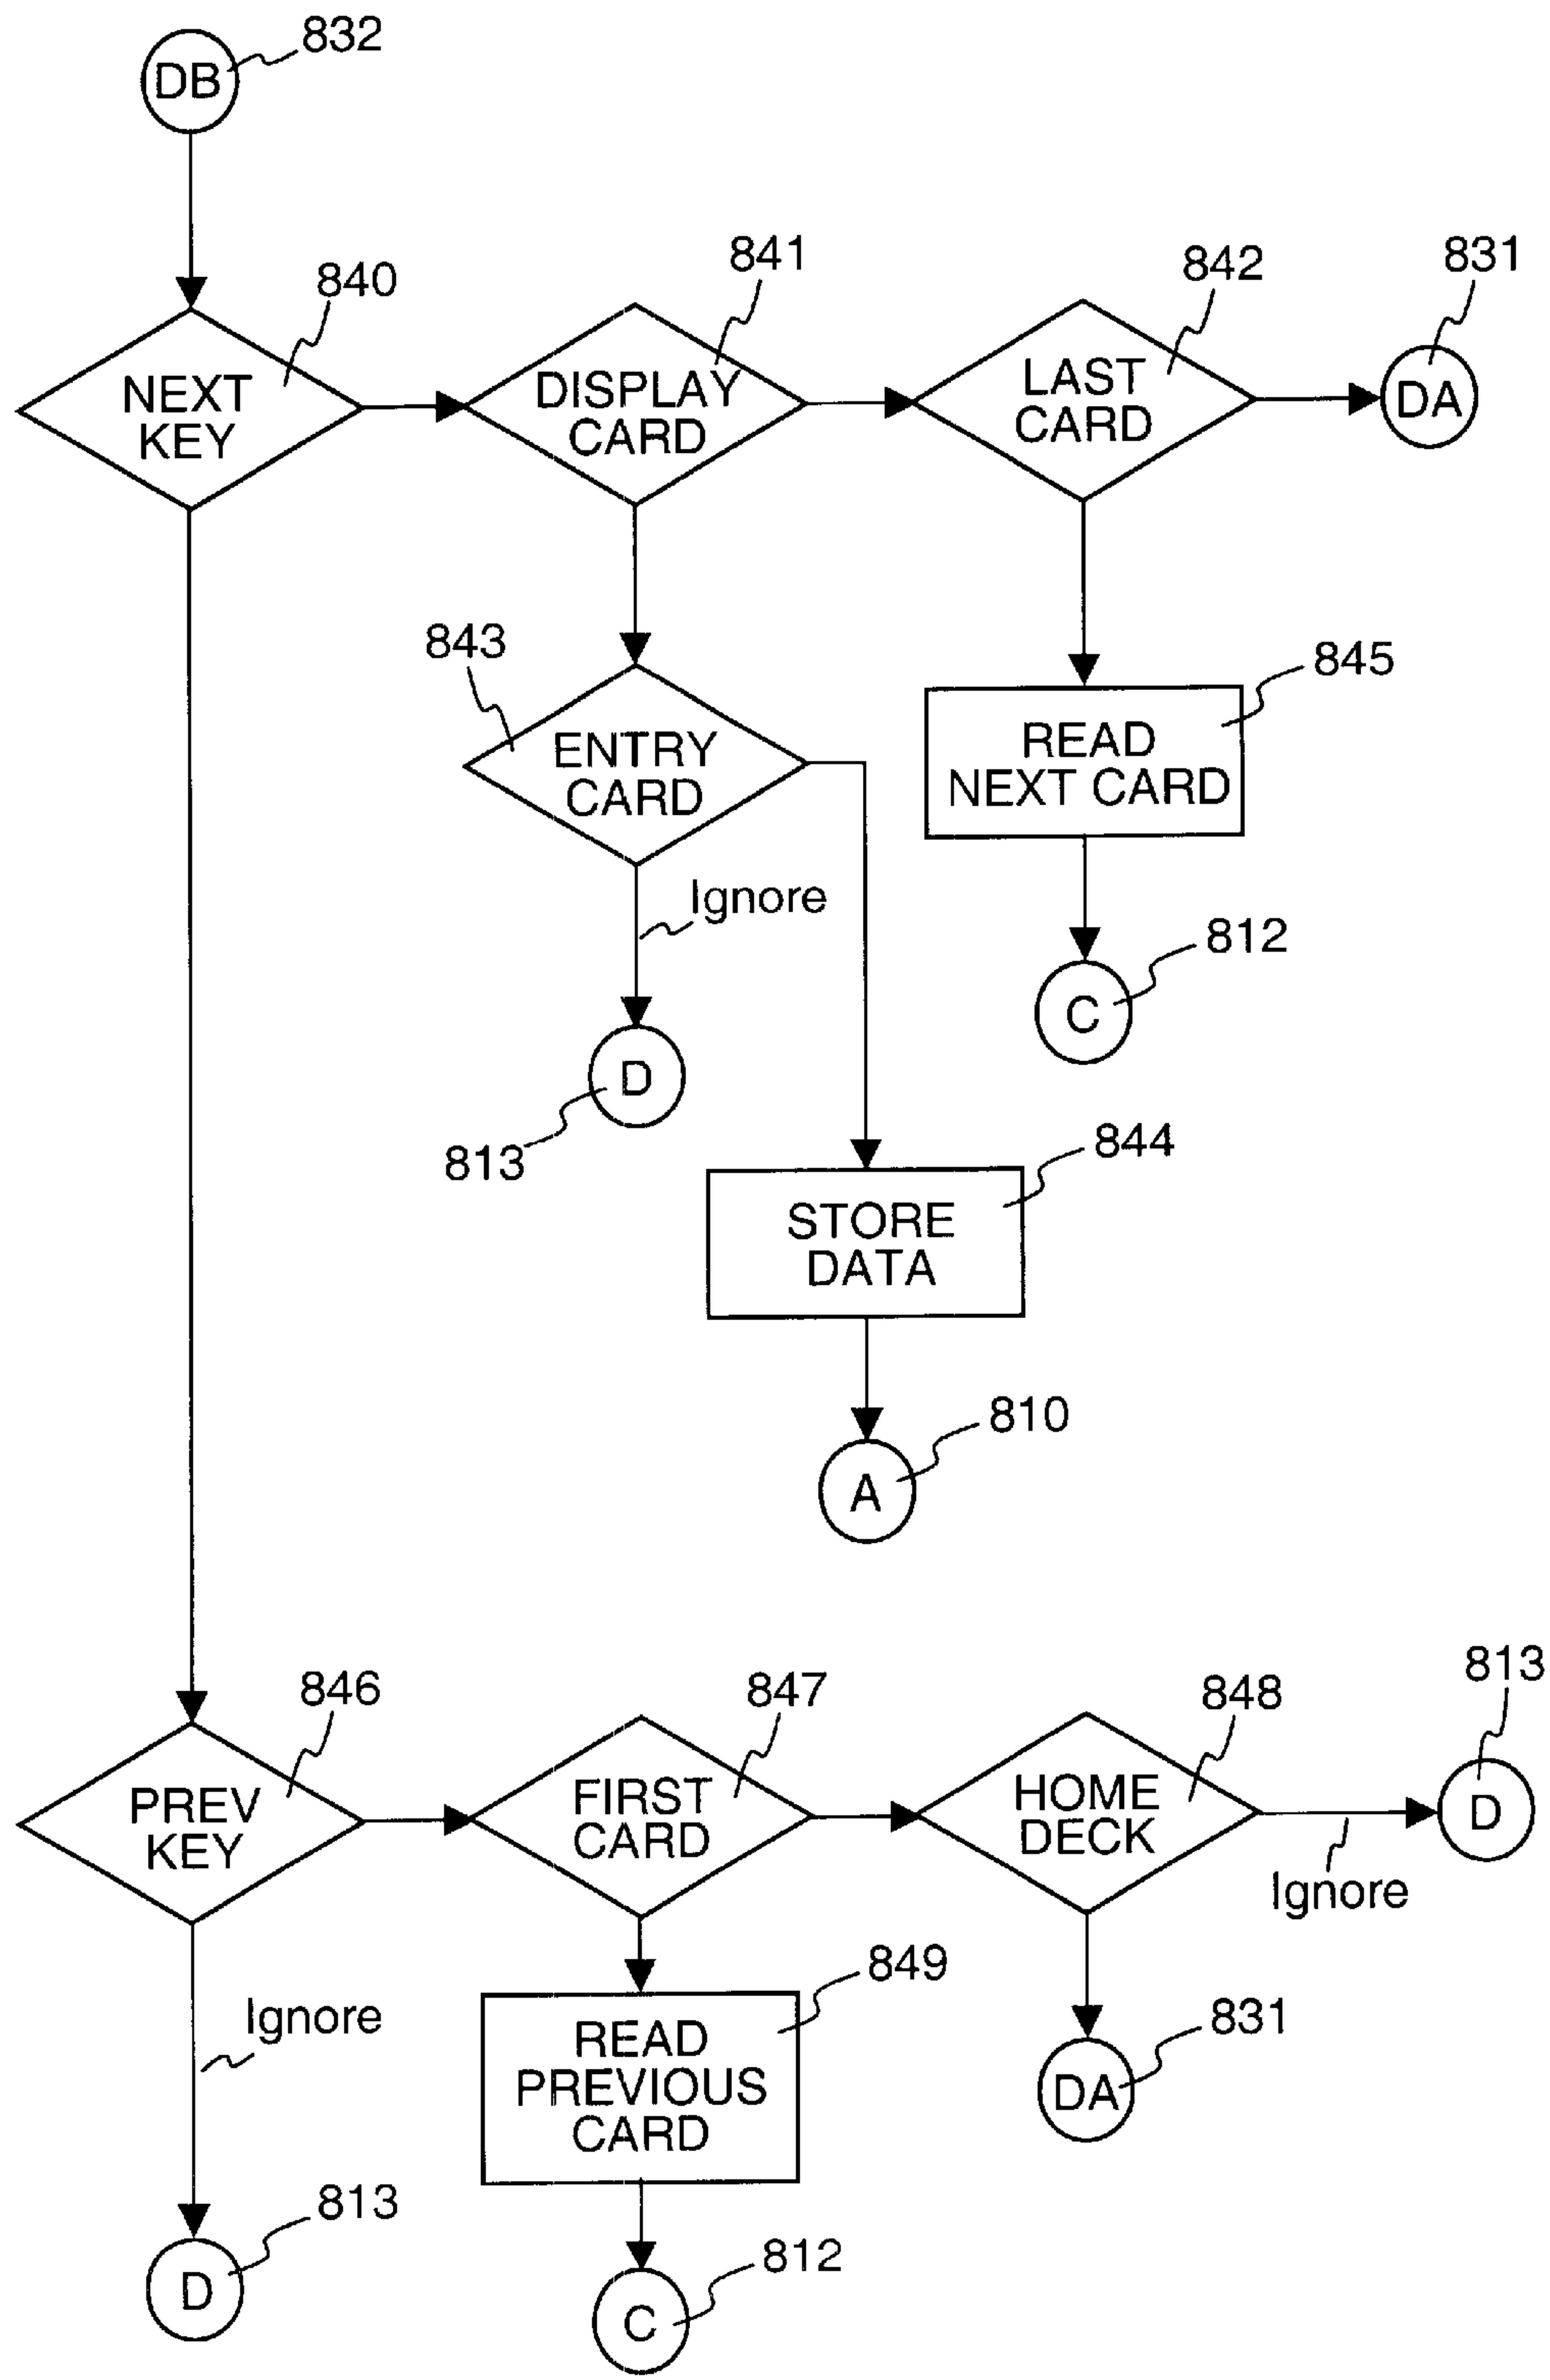 DB
832
840
NEXT
KEY
841
DISPLAY
CARD
842
LAST
CARD
831
DA
843
ENTRY
CARD
Ignore
D
813
845
READ
NEXT CARD
812
C
844
STORE
DATA
810
A
846
PREV
KEY
847
FIRST
CARD
848
HOME
DECK
813
D
Ignore
Ignore
849
READ
PREVIOUS
CARD
831
DA
813
D
812
C